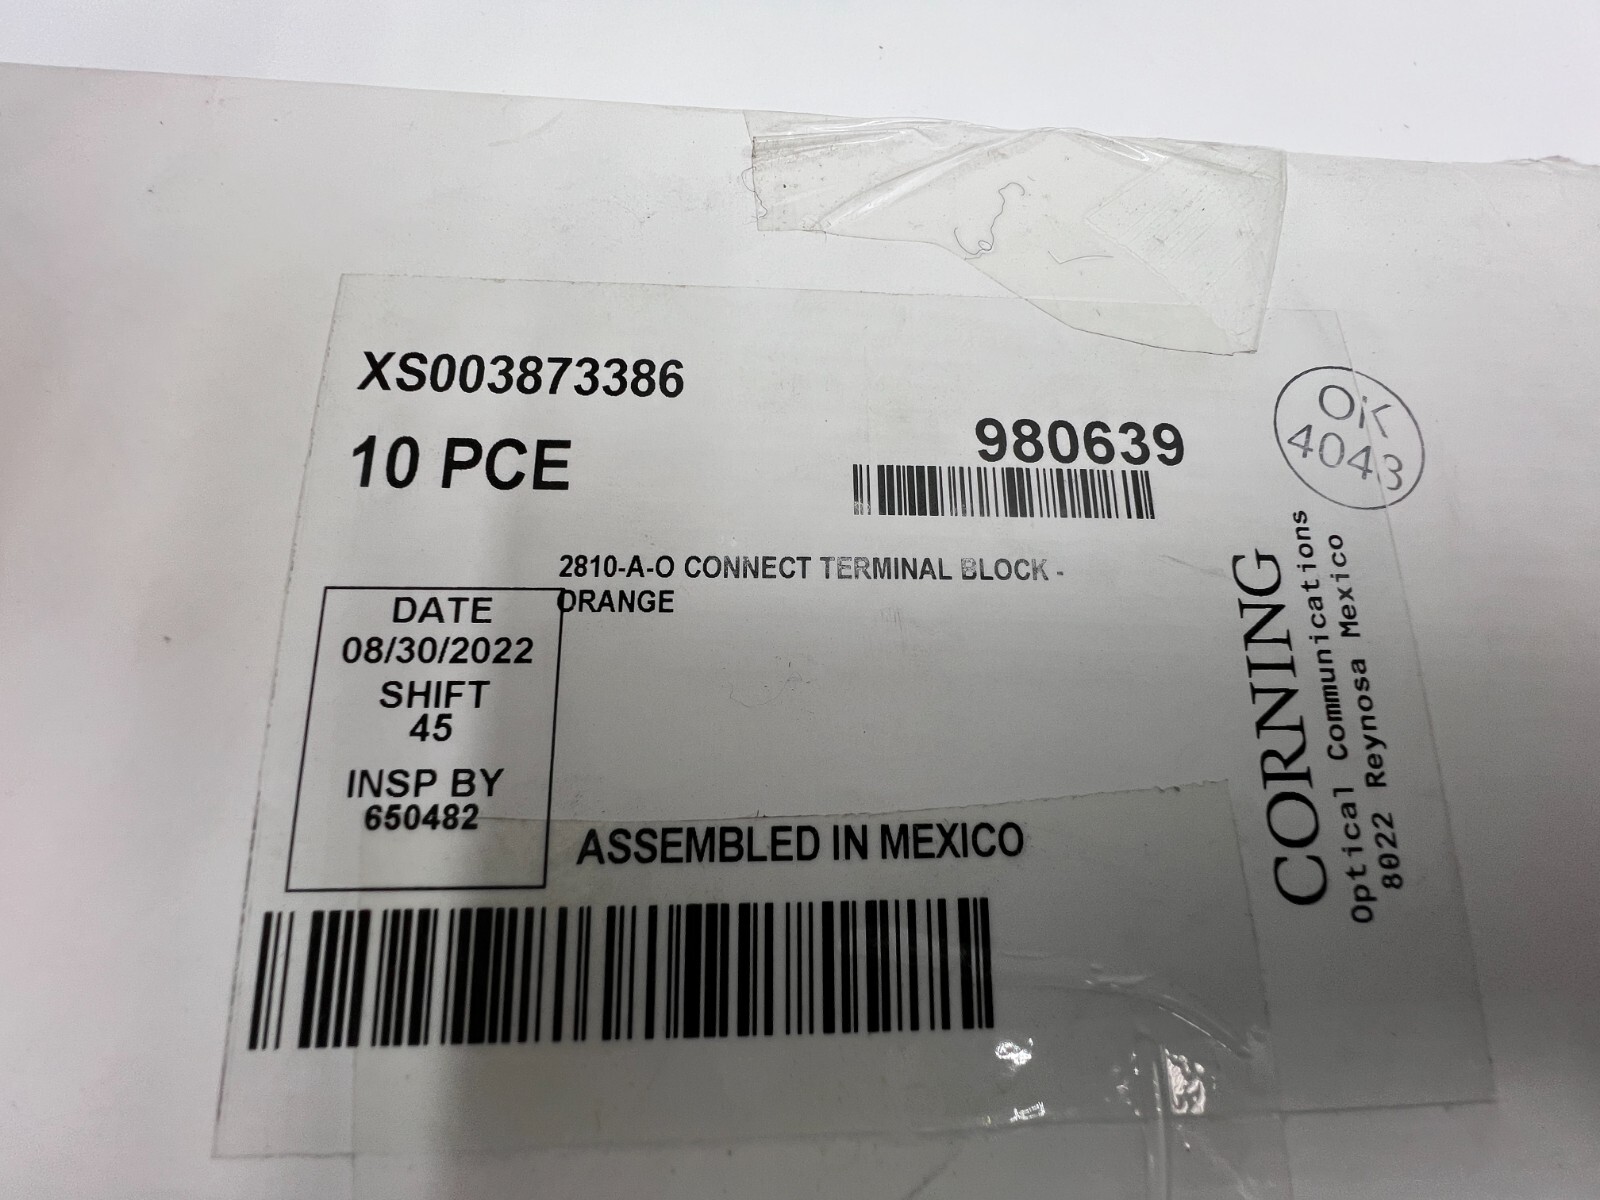 XS003873386
10 PCE
980639
OK
4043
2810-A-O CONNECT TERMINAL BLOCK -
ORANGE
DATE
08/30/2022
SHIFT
45
INSP BY
650482
ASSEMBLED IN MEXICO
CORNING
Optical Communications
8022 Reynosa Mexico